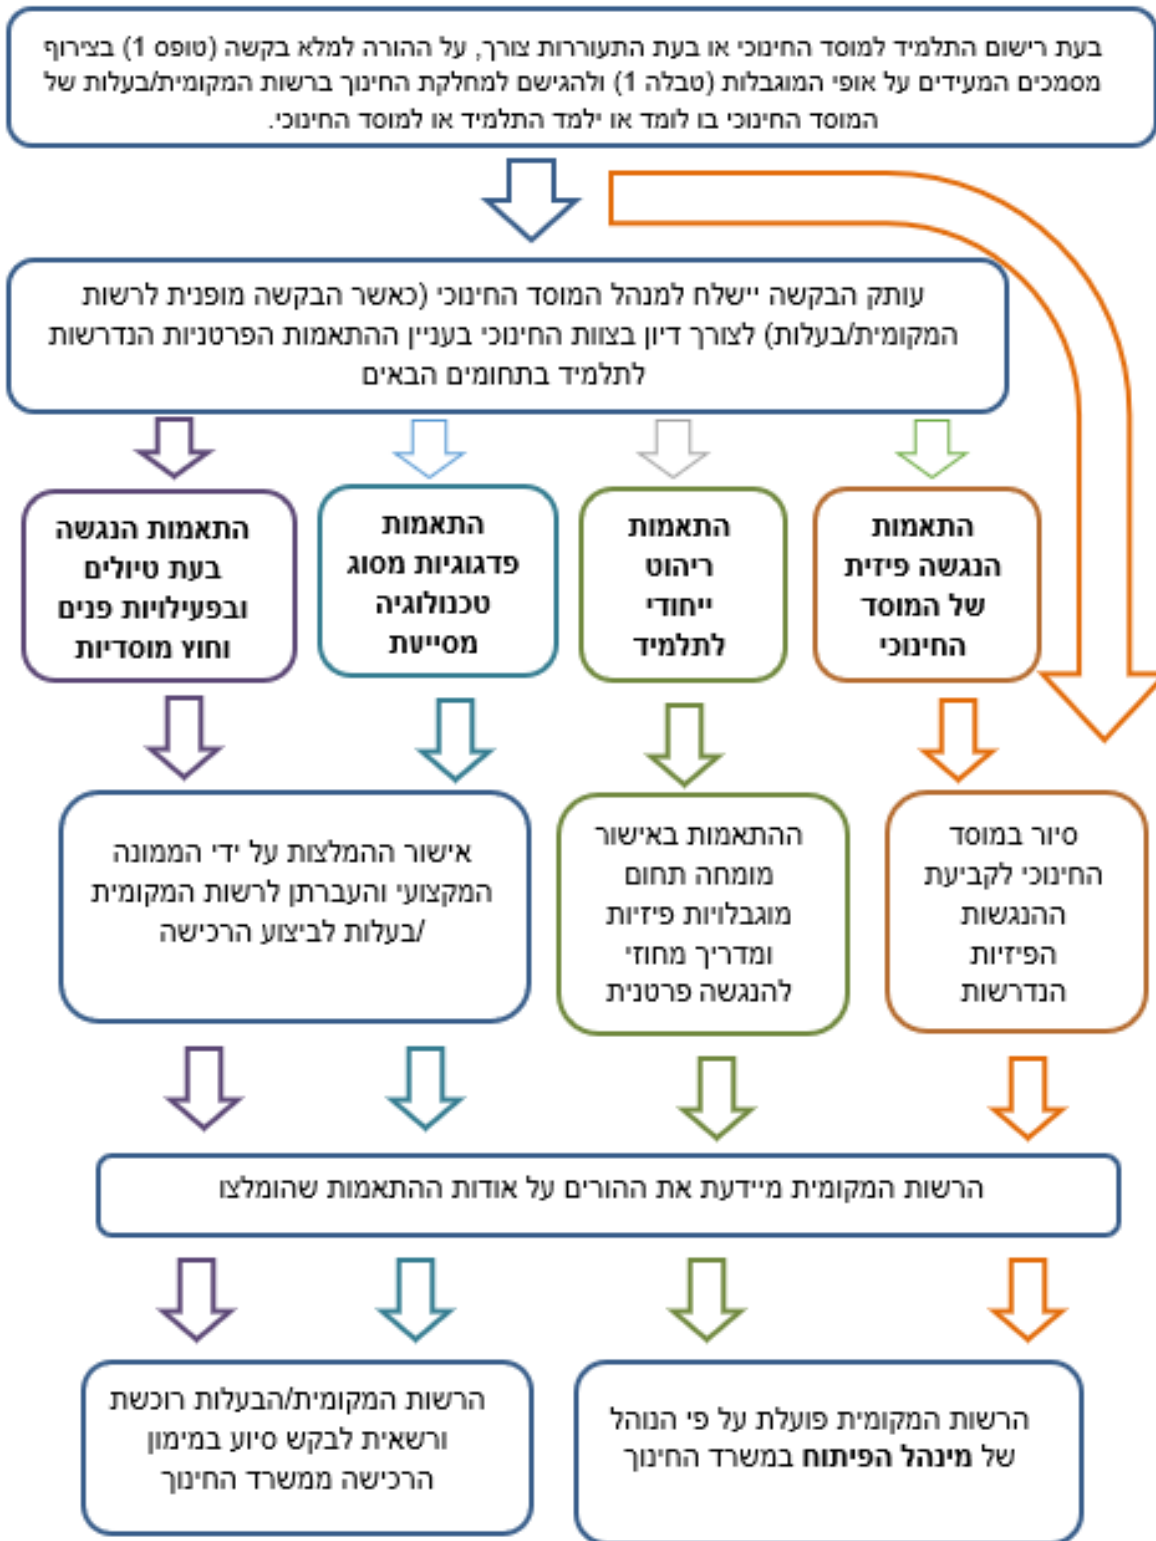 בעת רישום התלמיד למוסד החינוכי או בעת התעוררות צורך, על ההורה למלא בקשה (טופס 1) בצירוף
מסמכים המעידים על אופי המוגבלות (טבלה 1) ולהגישם למחלקת החינוך ברשות המקומית/בעלות של
המוסד החינוכי בו לומד או ילמד התלמיד או למוסד החינוכי.
עותק הבקשה יישלח למנהל המוסד החינוכי (כאשר הבקשה מופנית לרשות
המקומית/בעלות) לצורך דיון בצוות החינוכי בעניין ההתאמות הפרטניות הנדרשות
לתלמיד בתחומים הבאים
התאמות
הנגשה פיזית
של המוסד
החינוכי
התאמות
ריהוט
ייחודי
לתלמיד
התאמות
פדגוגיות מסוג
טכנולוגיה
מסייעת
התאמות הנגשה
בעת טיולים
ובפעילויות פנים
וחוץ מוסדיות
סיור במוסד
החינוכי לקביעת
ההנגשות
הפיזיות
הנדרשות
ההתאמות באישור
מומחה תחום
מוגבלויות פיזיות
ומדריך מחוזי
להנגשה פרטנית
אישור ההמלצות על ידי הממונה
המקצועי והעברתן לרשות המקומית
/בעלות לביצוע הרכישה
הרשות המקומית מיידעת את ההורים על אודות ההתאמות שהומלצו
הרשות המקומית פועלת על פי הנוהל
של מינהל הפיתוח במשרד החינוך
הרשות המקומית/הבעלות רוכשת
ורשאית לבקש סיוע במימון
הרכישה ממשרד החינוך